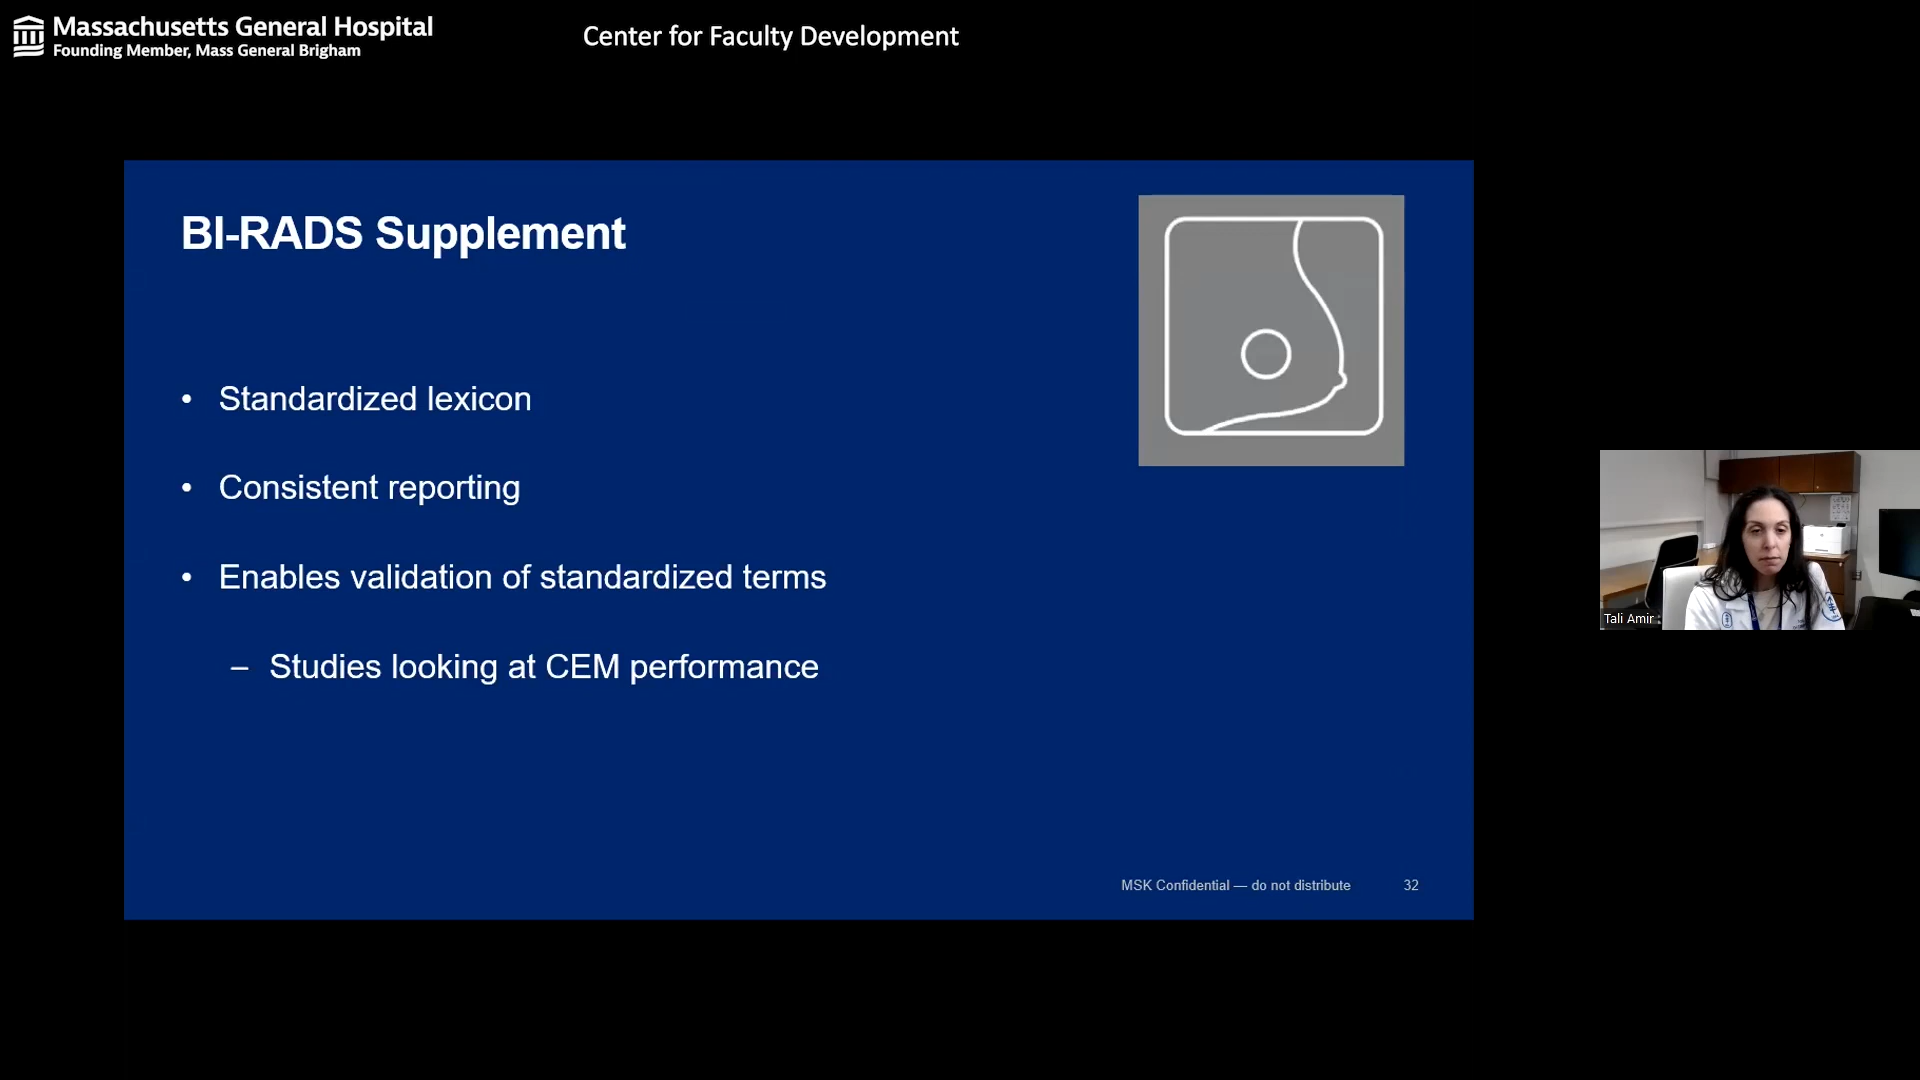 Massachusetts General Hospital
Founding Member, Mass General Brigham
Center for Faculty Development
BI-RADS Supplement
• Standardized lexicon
• Consistent reporting
• Enables validation of standardized terms
– Studies looking at CEM performance
MSK Confidential — do not distribute 32
Tali Amir